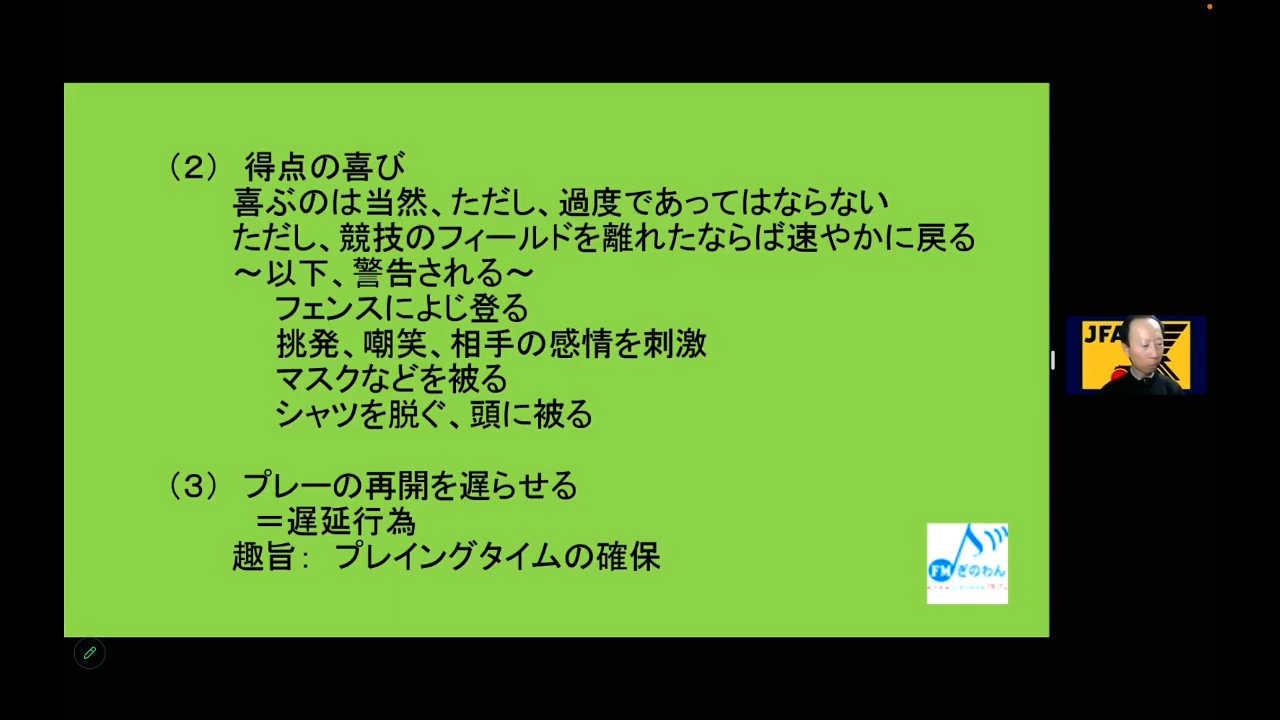 （２） 得点の喜び
喜ぶのは当然、ただし、過度であってはならない
ただし、競技のフィールドを離れたならば速やかに戻る
～以下、警告される～
フェンスによじ登る
挑発、嘲笑、相手の感情を刺激
マスクなどを被る
シャツを脱ぐ、頭に被る
（３） プレーの再開を遅らせる
＝遅延行為
趣旨： プレイングタイムの確保
FMぎのわん
JFA